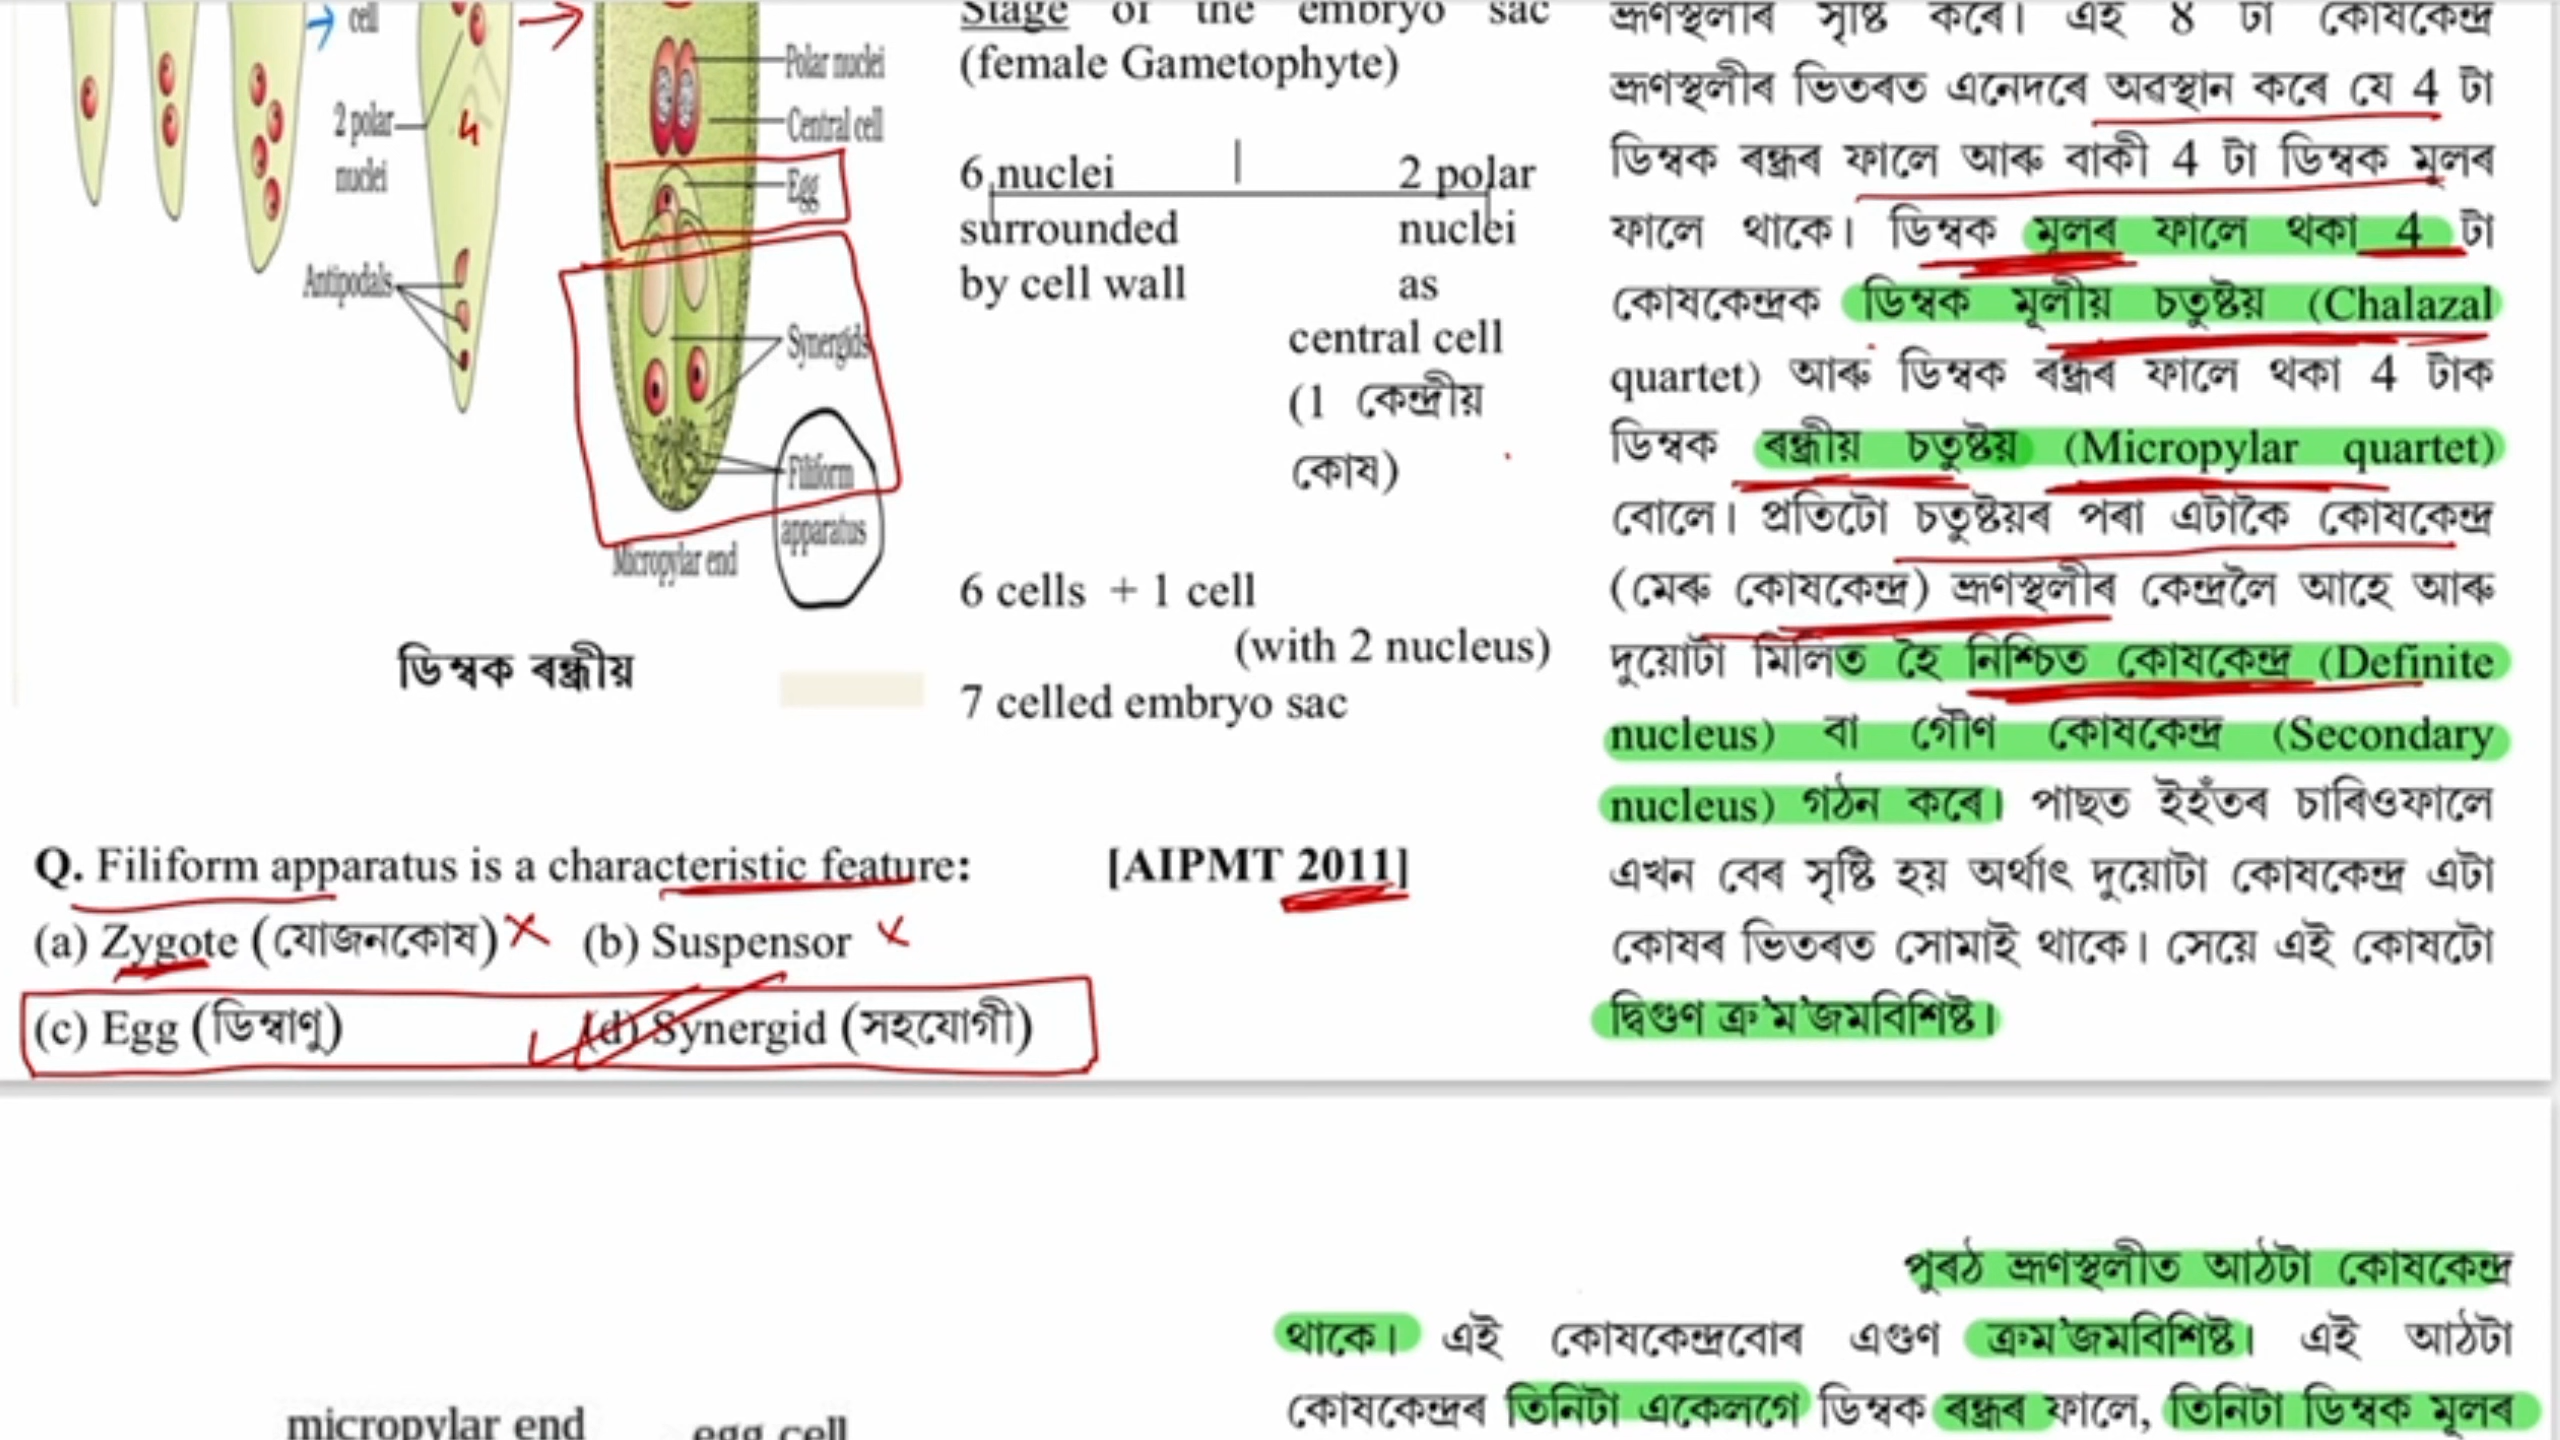 cell
2 polar
nuclei
Antipodals
4
Polar nuclei
Central cell
Egg
Synergids
Filiform
apparatus
Micropylar end
ডিম্বক ৰন্ধ্ৰীয়
Stage of the embryo sac
(female Gametophyte)
6 nuclei 2 polar
surrounded nuclei
by cell wall as
central cell
(1 কেন্দ্ৰীয়
কোষ)
6 cells + 1 cell
(with 2 nucleus)
7 celled embryo sac
Q. Filiform apparatus is a characteristic feature: [AIPMT 2011]
(a) Zygote (যোজনকোষ) (b) Suspensor
(c) Egg (ডিম্বাণু) (d) Synergid (সহযোগী)
ভ্ৰূণস্থলীৰ সৃষ্টি কৰে। এই ৪ টা কোষকেন্দ্ৰ
ভ্ৰূণস্থলীৰ ভিতৰত এনেদৰে অৱস্থান কৰে যে 4 টা
ডিম্বক ৰন্ধ্ৰৰ ফালে আৰু বাকী 4 টা ডিম্বক মূলৰ
ফালে থাকে। ডিম্বক মূলৰ ফালে থকা 4 টা
কোষকেন্দ্ৰক ডিম্বক মূলীয় চতুষ্টয় (Chalazal
quartet) আৰু ডিম্বক ৰন্ধ্ৰৰ ফালে থকা 4 টাক
ডিম্বক ৰন্ধ্ৰীয় চতুষ্টয় (Micropylar quartet)
বোলে। প্ৰতিটো চতুষ্টয়ৰ পৰা এটাকৈ কোষকেন্দ্ৰ
(মেৰু কোষকেন্দ্ৰ) ভ্ৰূণস্থলীৰ কেন্দ্ৰলৈ আহে আৰু
দুয়োটা মিলিত হৈ নিশ্চিত কোষকেন্দ্ৰ (Definite
nucleus) বা গৌণ কোষকেন্দ্ৰ (Secondary
nucleus) গঠন কৰে। পাছত ইহঁতৰ চাৰিওফালে
এখন বেৰ সৃষ্টি হয় অৰ্থাৎ দুয়োটা কোষকেন্দ্ৰ এটা
কোষৰ ভিতৰত সোমাই থাকে। সেয়ে এই কোষটো
দ্বিগুণ ক্ৰ'ম'জমবিশিষ্ট।
পুৰঠ ভ্ৰূণস্থলীত আঠটা কোষকেন্দ্ৰ
থাকে। এই কোষকেন্দ্ৰবোৰ এগুণ ক্ৰম'জমবিশিষ্ট। এই আঠটা
কোষকেন্দ্ৰৰ তিনিটা একেলগে ডিম্বক ৰন্ধ্ৰৰ ফালে, তিনিটা ডিম্বক মূলৰ
micropylar end egg cell